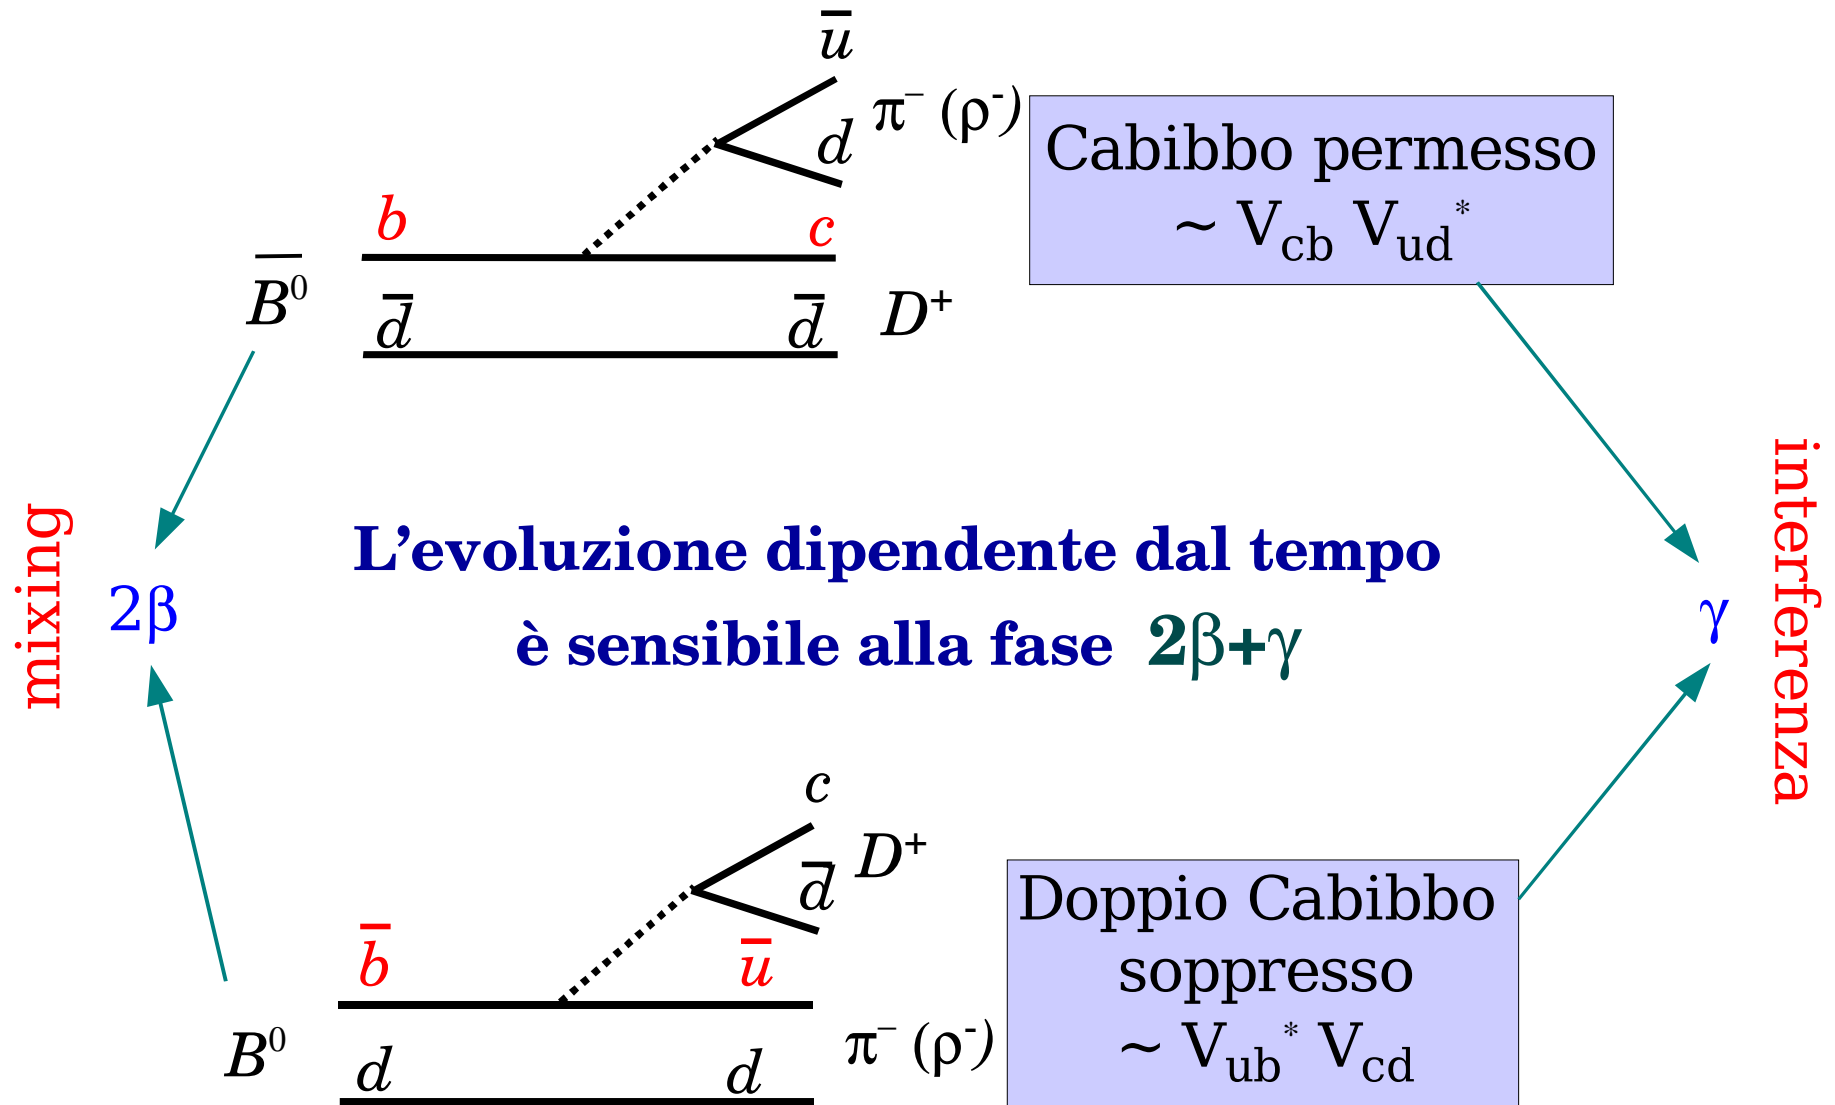 u̅
π⁻ (ρ⁻)
d
Cabibbo permesso
~ V_cb V_ud*
b
c
B̅⁰
d̅
d̅
D⁺
mixing
2β
L’evoluzione dipendente dal tempo
è sensibile alla fase 2β+γ
γ
interferenza
c
D⁺
d̅
b̅
u̅
B⁰
d
d
π⁻ (ρ⁻)
Doppio Cabibbo
soppresso
~ V_ub* V_cd